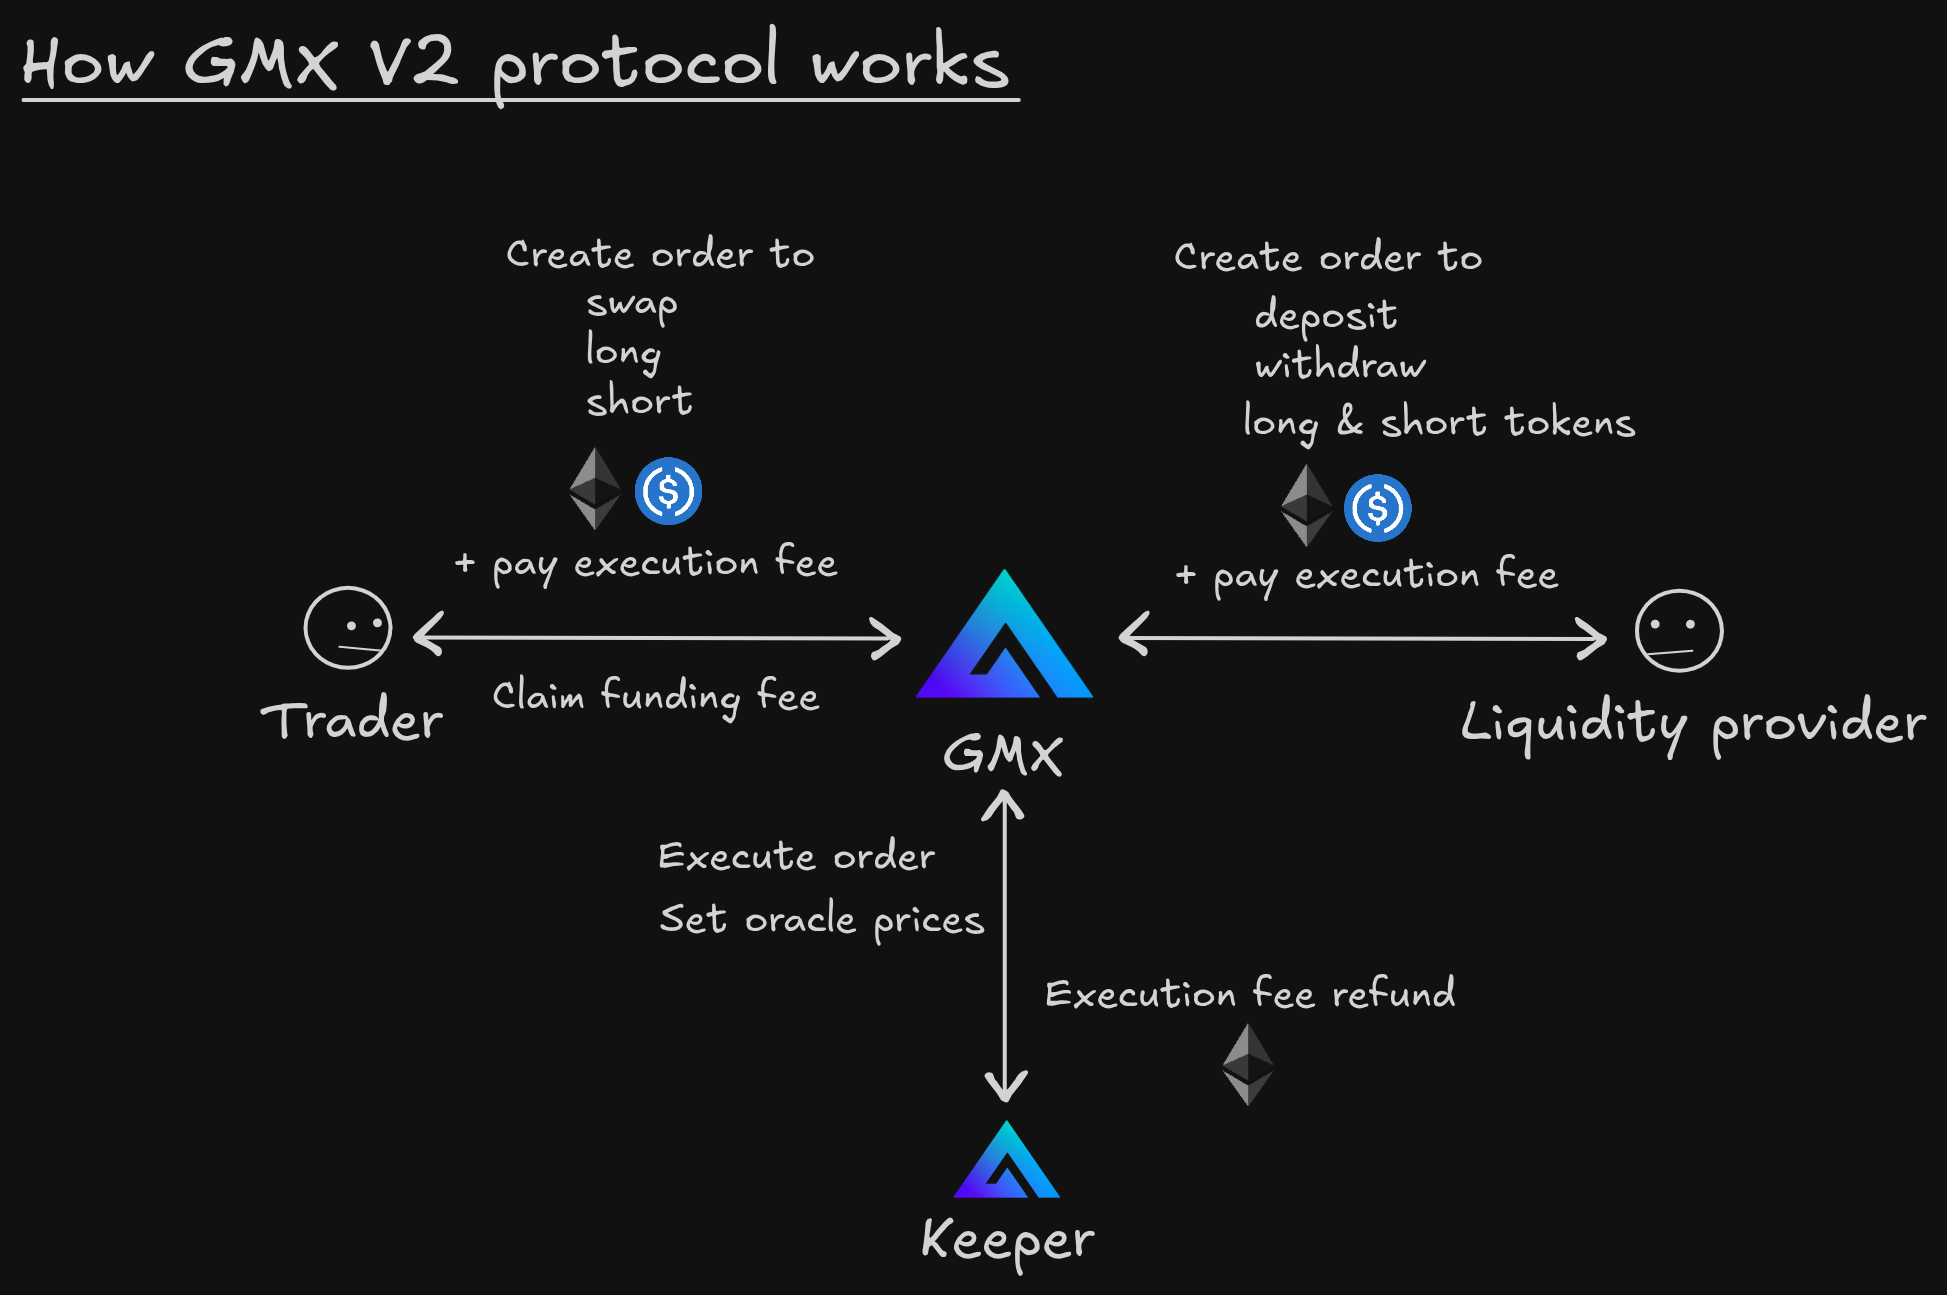 How GMX V2 protocol works
Create order to
swap
long
short
+ pay execution fee
Claim funding fee
Trader
Create order to
deposit
withdraw
long & short tokens
+ pay execution fee
Liquidity provider
GMX
Execute order
Set oracle prices
Execution fee refund
Keeper